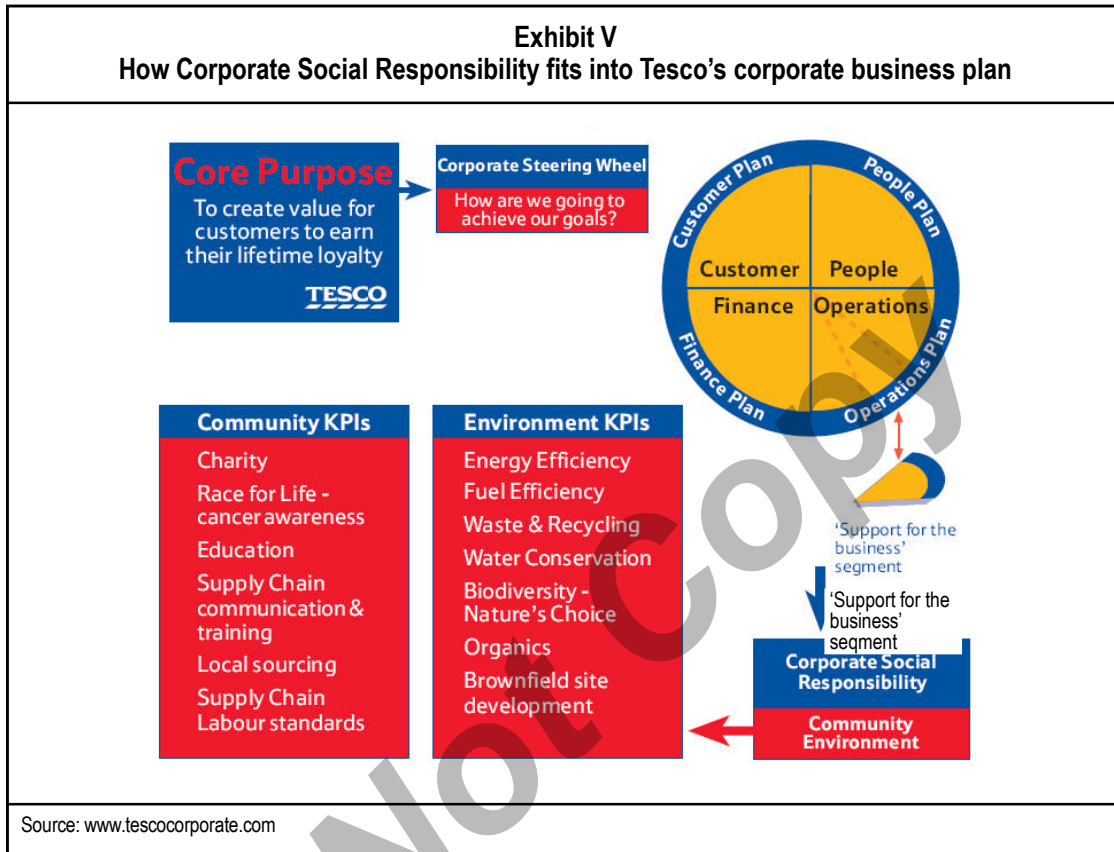 Exhibit V
How Corporate Social Responsibility fits into Tesco's corporate business plan
Core Purpose
To create value for
customers to earn
their lifetime loyalty
TESCO
Corporate Steering Wheel
How are we going to
achieve our goals?
Customer Plan
People Plan
Customer
People
Finance
Operations
Finance Plan
Operations Plan
'Support for the
business'
segment
'Support for the
business'
seqment
Corporate Social
Responsibility
Community
Environment
Community KPIs
Charity
Race for Life -
cancer awareness
Education
Supply Chain
communication &
training
Local sourcing
Supply Chain
Labour standards
Environment KPIs
Energy Efficiency
Fuel Efficiency
Waste & Recycling
Water Conservation
Biodiversity -
Nature's Choice
Organics
Brownfield site
development
Source: www.tescocorporate.com
Not Copy